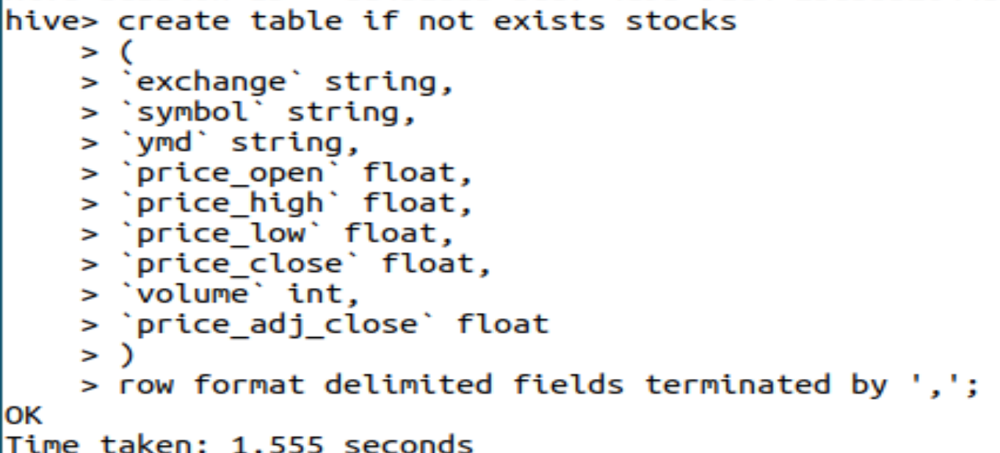 hive> create table if not exists stocks
> (
> `exchange` string,
> `symbol` string,
> `ymd` string,
> `price_open` float,
> `price_high` float,
> `price_low` float,
> `price_close` float,
> `volume` int,
> `price_adj_close` float
> )
> row format delimited fields terminated by ',';
OK
Time taken: 1.555 seconds